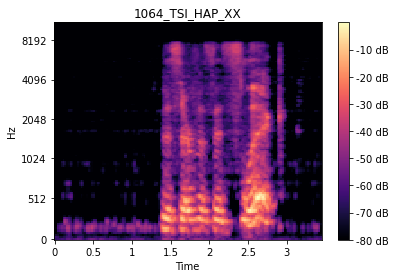 1064_TSI_HAP_XX
8192
4096
2048
1024
512
0
Hz
0 0.5 1 1.5 2 2.5 3
Time
-10 dB
-20 dB
-30 dB
-40 dB
-50 dB
-60 dB
-70 dB
-80 dB